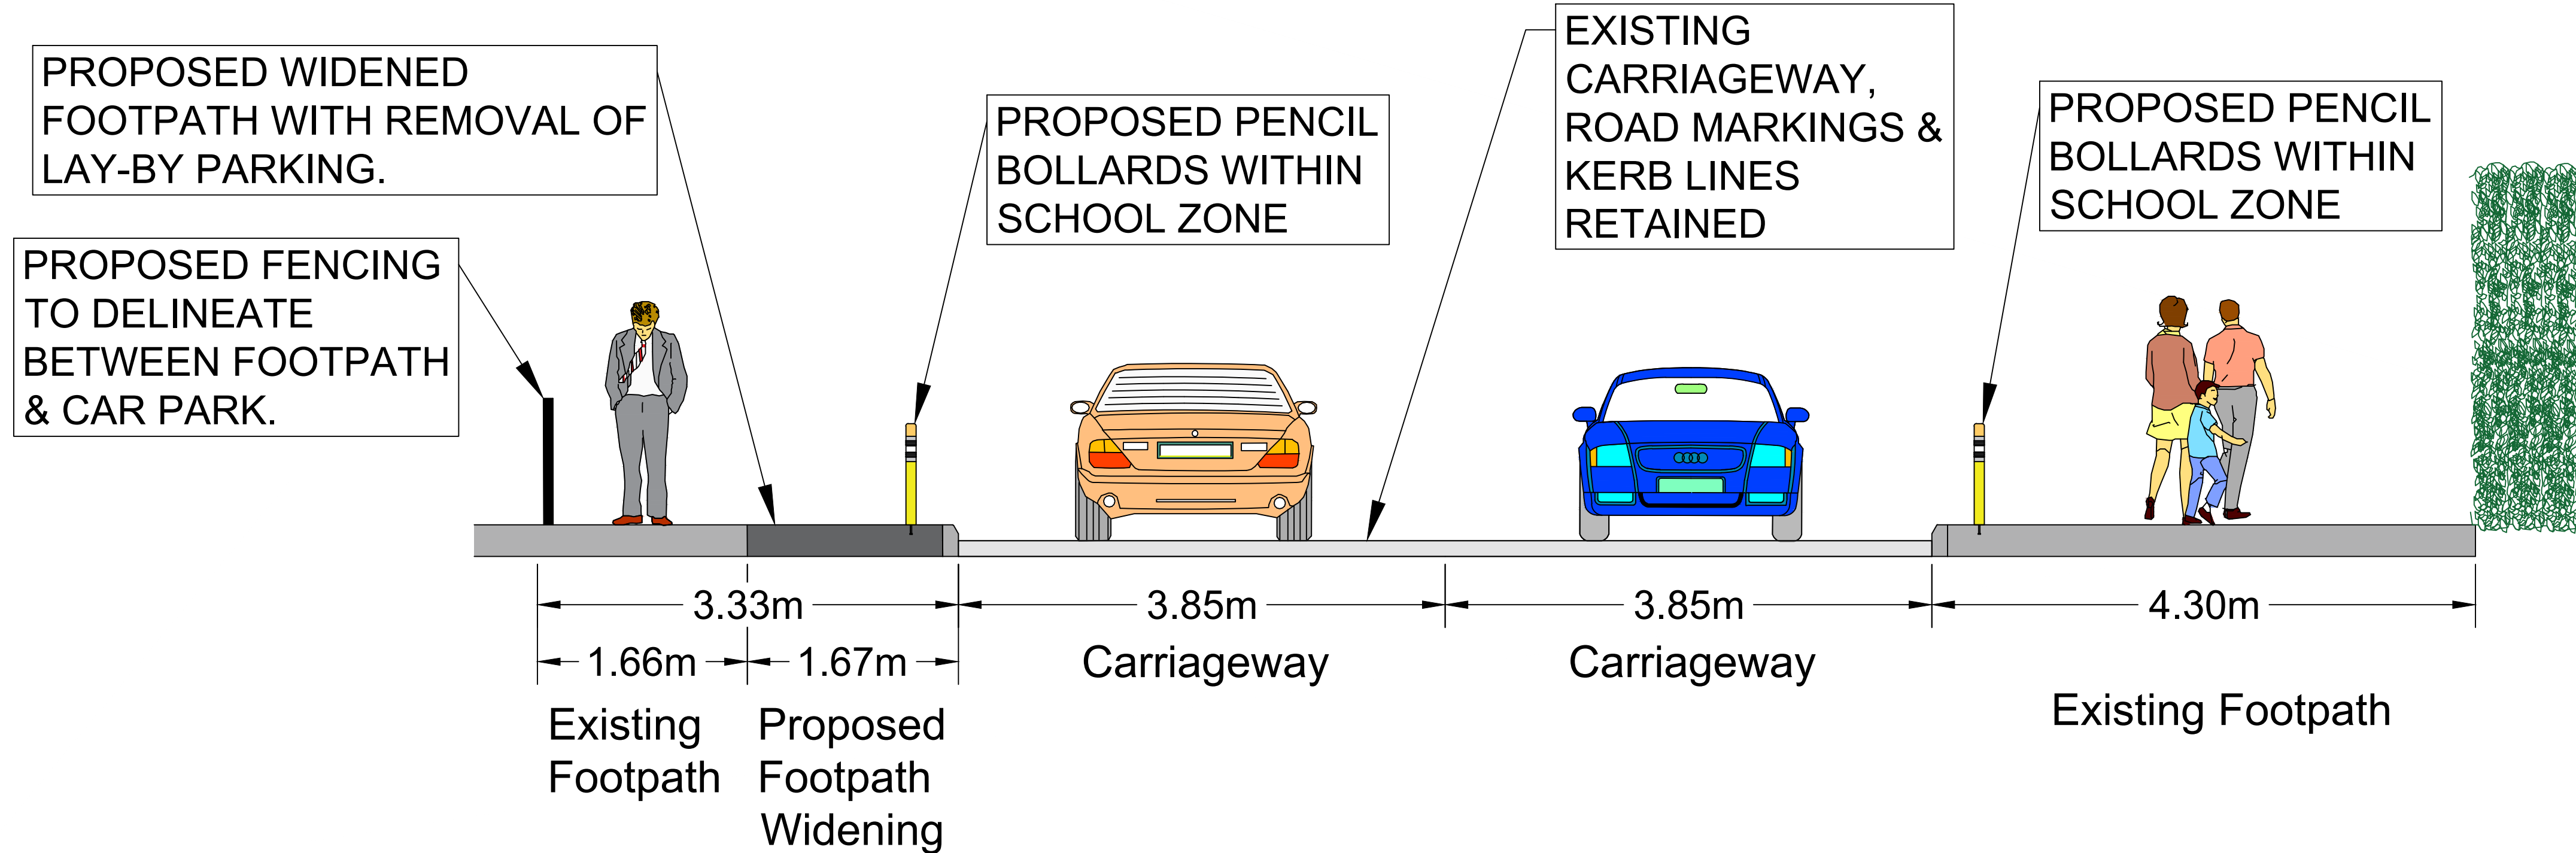 PROPOSED WIDENED
FOOTPATH WITH REMOVAL OF
LAY-BY PARKING.
PROPOSED FENCING
TO DELINEATE
BETWEEN FOOTPATH
& CAR PARK.
PROPOSED PENCIL
BOLLARDS WITHIN
SCHOOL ZONE
EXISTING
CARRIAGEWAY,
ROAD MARKINGS &
KERB LINES
RETAINED
PROPOSED PENCIL
BOLLARDS WITHIN
SCHOOL ZONE
3.33m
3.85m
3.85m
4.30m
1.66m
1.67m
Carriageway
Carriageway
Existing
Footpath
Proposed
Footpath
Widening
Existing Footpath